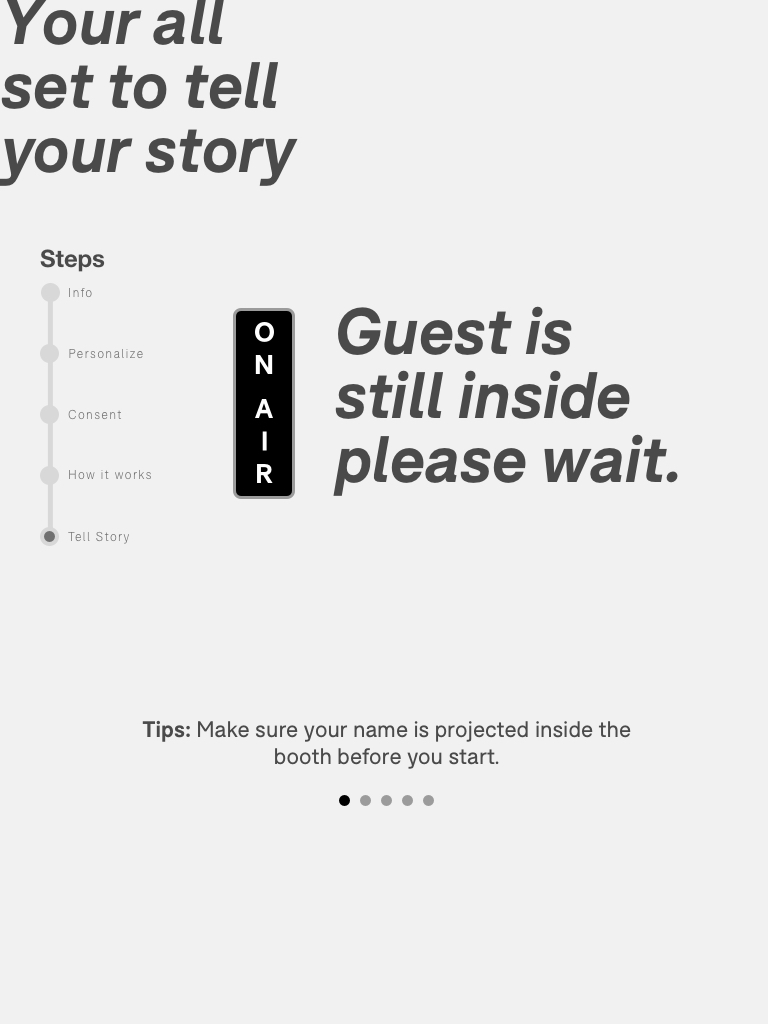 Your all
set to tell
your story
Steps
Info
Personalize
Consent
How it works
Tell Story
ON AIR
Guest is
still inside
please wait.
Tips: Make sure your name is projected inside the
booth before you start.